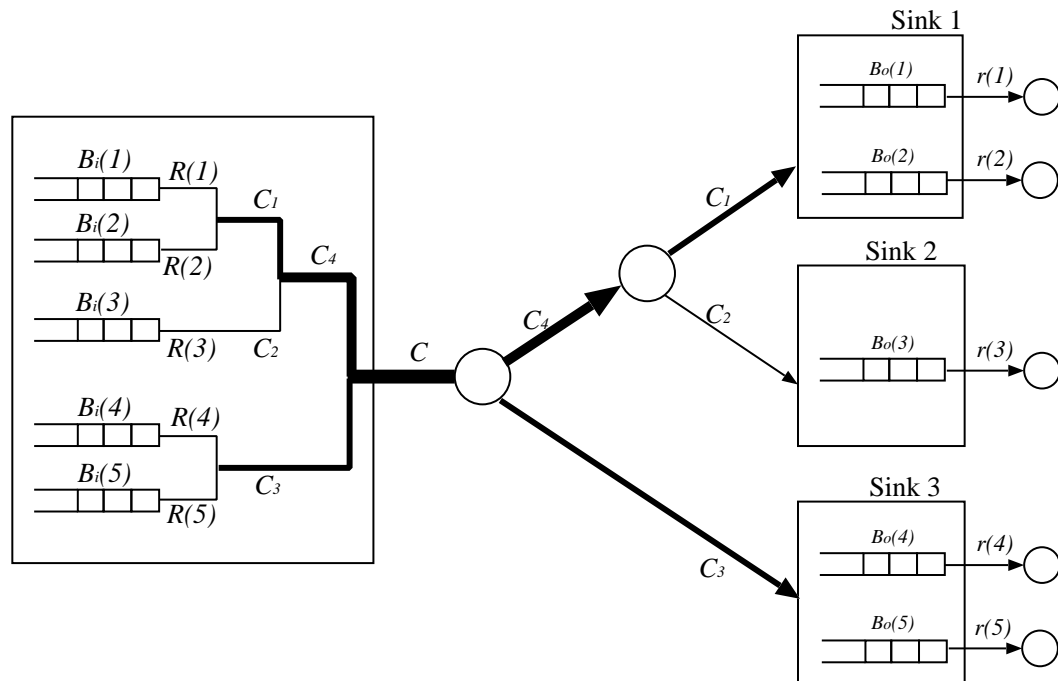 Sink 1
Bo(1)
r(1)
Bo(2)
r(2)
Bi(1)
R(1)
C1
Bi(2)
R(2)
C4
Bi(3)
R(3)
C2
C
Bi(4)
R(4)
Bi(5)
R(5)
C3
C4
C1
C2
C3
Sink 2
Bo(3)
r(3)
Sink 3
Bo(4)
r(4)
Bo(5)
r(5)